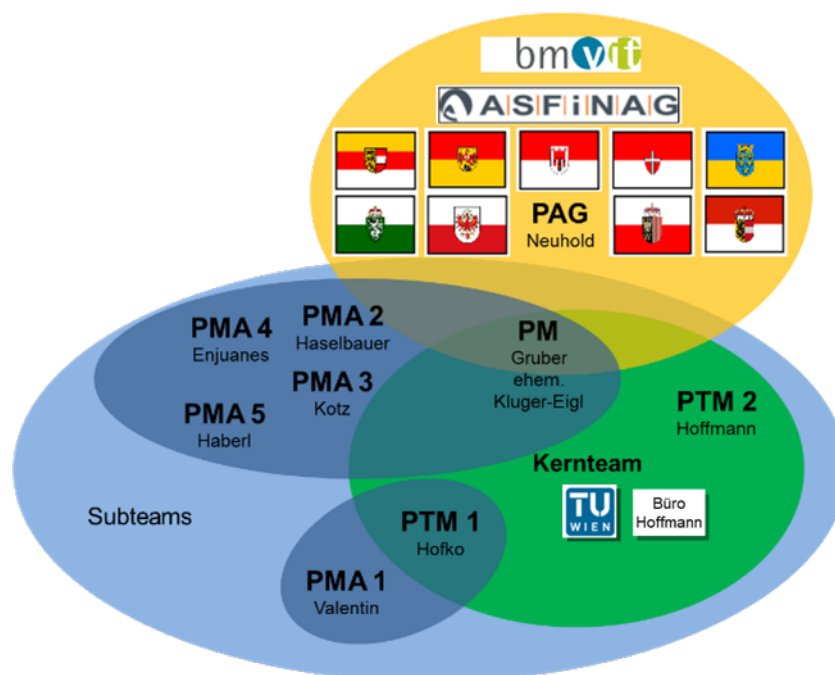 bmvit
ASFiNAG
PAG
Neuhold
PMA 4
Enjuanes
PMA 2
Haselbauer
PMA 3
Kotz
PMA 5
Haberl
PM
Gruber
ehem.
Kluger-Eigl
PTM 2
Hoffmann
Kernteam
TU
WIEN
Büro
Hoffmann
Subteams
PTM 1
Hofko
PMA 1
Valentin